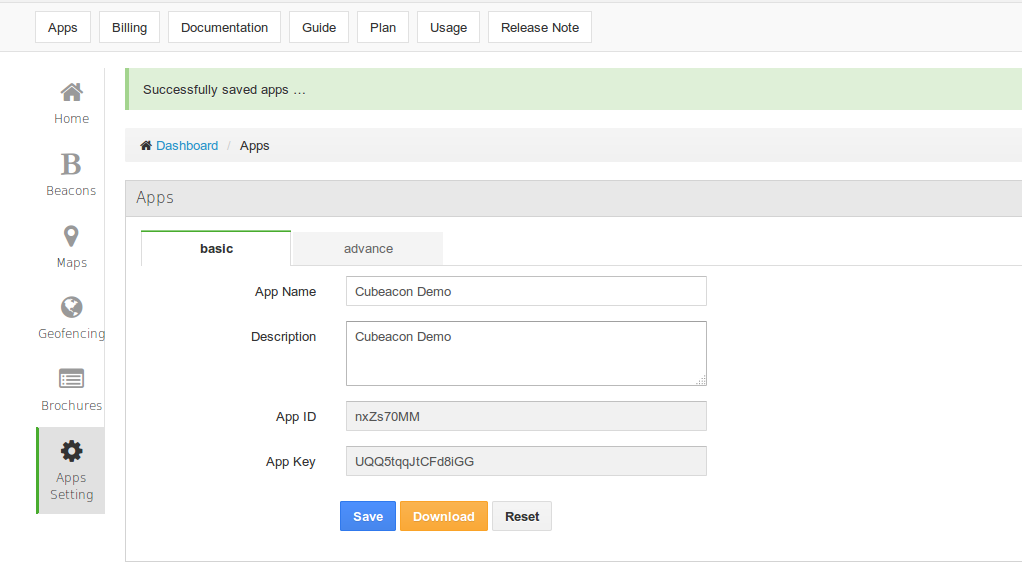 Apps Billing Documentation Guide Plan Usage Release Note
Home
Beacons
Maps
Geofencing
Brochures
Apps
Setting
Successfully saved apps ...
Dashboard / Apps
Apps
basic advance
App Name Cubeacon Demo
Description Cubeacon Demo
App ID nxZs70MM
App Key UQQ5tqqJtCFd8iGG
Save Download Reset